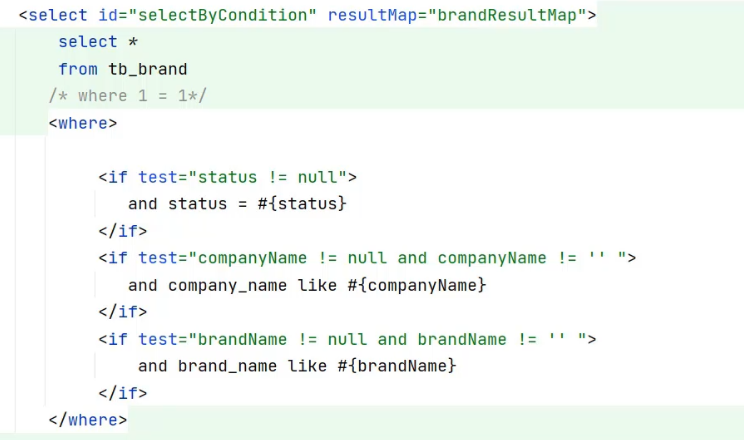 <select id="selectByCondition" resultMap="brandResultMap">
select *
from tb_brand
/* where 1 = 1*/
<where>
<if test="status != null">
and status = #{status}
</if>
<if test="companyName != null and companyName != '' ">
and company_name like #{companyName}
</if>
<if test="brandName != null and brandName != '' ">
and brand_name like #{brandName}
</if>
</where>